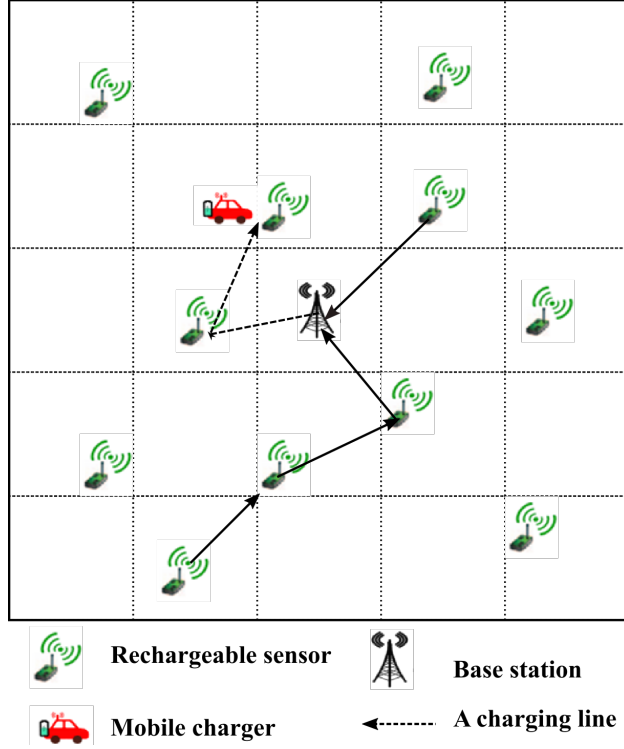 Rechargeable sensor
Base station
Mobile charger
A charging line